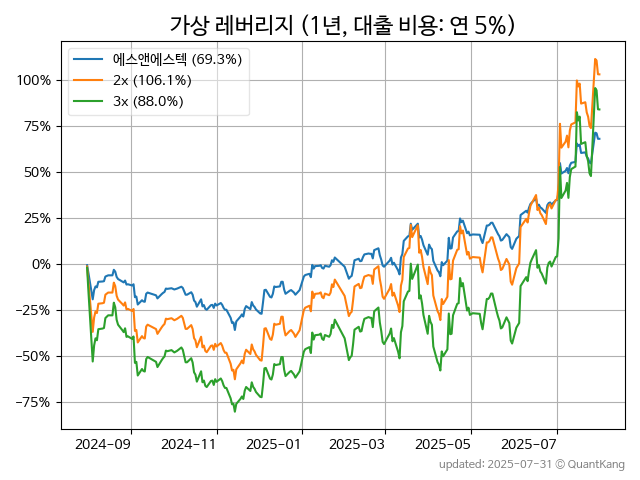 가상 레버리지 (1년, 대출 비용: 연 5%)
에스앤에스텍 (69.3%)
2x (106.1%)
3x (88.0%)
100%
75%
50%
25%
0%
−25%
−50%
−75%
2024-09
2024-11
2025-01
2025-03
2025-05
2025-07
updated: 2025-07-31 © QuantKang